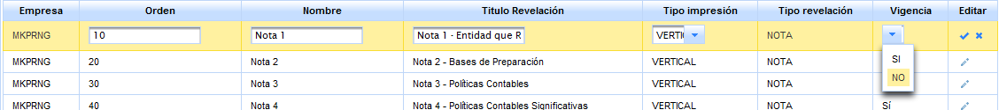 Empresa Orden Nombre Titulo Revelación Tipo impresión Tipo revelación Vigencia Editar
MKPRNG 10 Nota 1 Nota 1 - Entidad que R VERTIC NOTA
SI
MKPRNG 20 Nota 2 Nota 2 - Bases de Preparación VERTICAL NOTA
NO
MKPRNG 30 Nota 3 Nota 3 - Políticas Contables VERTICAL NOTA
MKPRNG 40 Nota 4 Nota 4 - Políticas Contables Significativas VERTICAL NOTA Sí